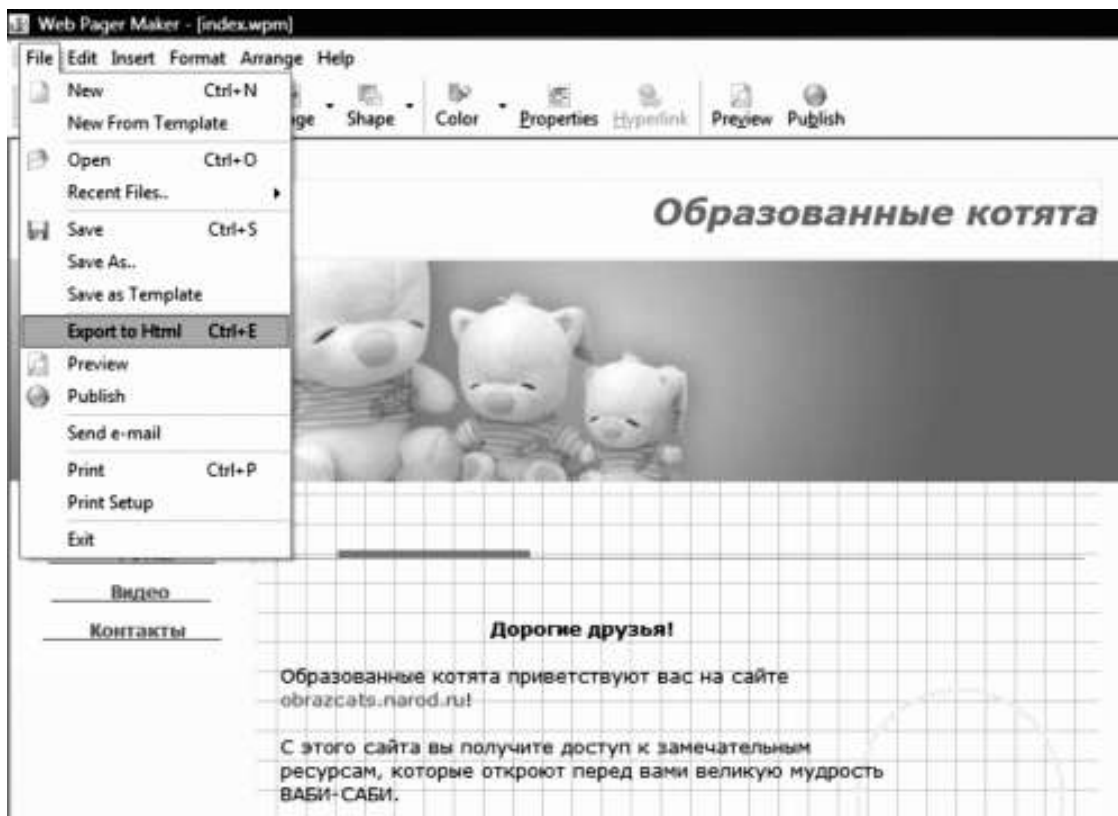 Web Pager Maker - [index.wpm]
File Edit Insert Format Arrange Help
New Ctrl+N
New From Template
Open Ctrl+O
Recent Files..
Save Ctrl+S
Save As..
Save as Template
Export to Html Ctrl+E
Preview
Publish
Send e-mail
Print Ctrl+P
Print Setup
Exit
Shape Color Properties Hyperlink Preview Publish
Образованные котята
Видео
Контакты
Дорогие друзья!
Образованные котята приветствуют вас на сайте
obrazcats.narod.ru!
С этого сайта вы получите доступ к замечательным
ресурсам, которые откроют перед вами великую мудрость
ВАБИ-САБИ.